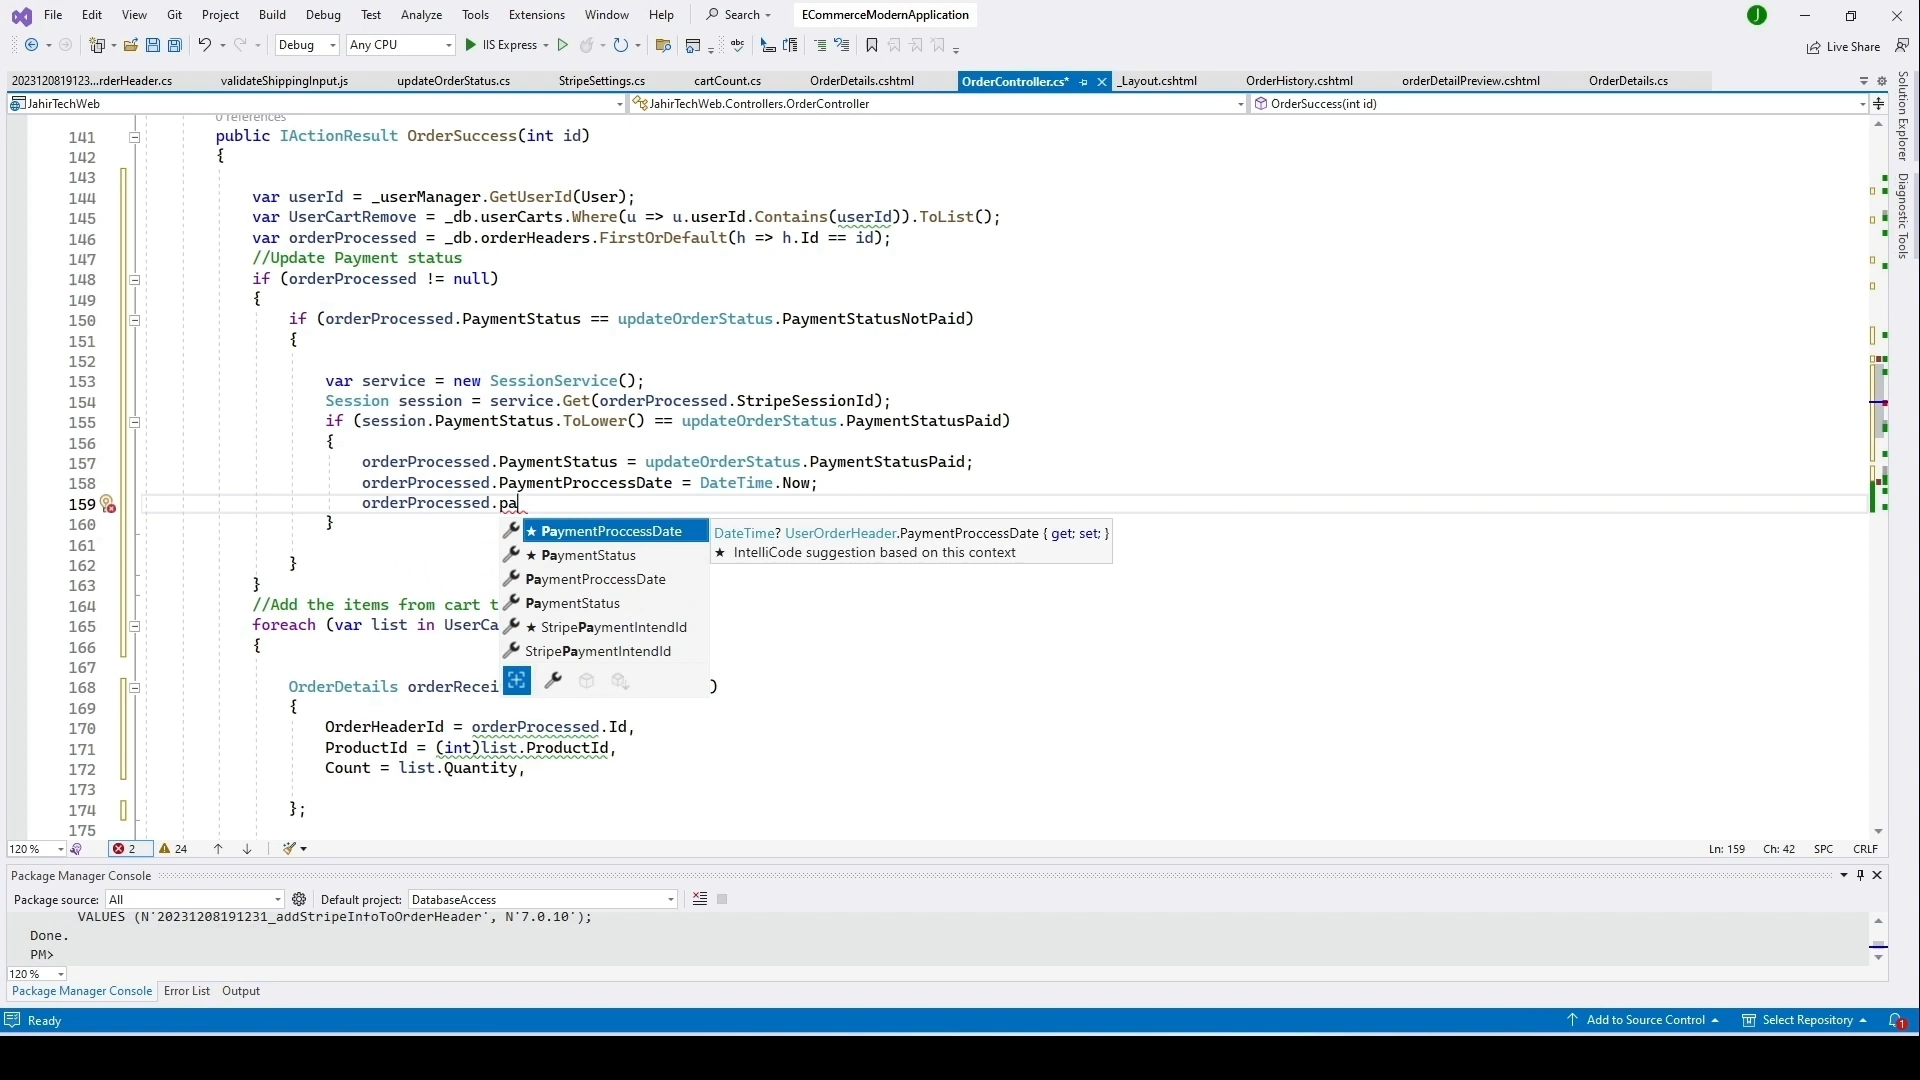 File Edit View Git Project Build Debug Test Analyze Tools Extensions Window Help Search ECommerceModernApplication J
Debug Any CPU IIS Express Live Share
2023120819123...rderHeader.cs validateShippingInput.js updateOrderStatus.cs StripeSettings.cs cartCount.cs OrderDetails.cshtml OrderController.cs* _Layout.cshtml OrderHistory.cshtml orderDetailPreview.cshtml OrderDetails.cs
JahirTechWeb JahirTechWeb.Controllers.OrderController OrderSuccess(int id)
Solution Explorer
Diagnostic Tools
0 references
141 public IActionResult OrderSuccess(int id)
142 {
143
144 var userId = _userManager.GetUserId(User);
145 var UserCartRemove = _db.userCarts.Where(u => u.userId.Contains(userId)).ToList();
146 var orderProcessed = _db.orderHeaders.FirstOrDefault(h => h.Id == id);
147 //Update Payment status
148 if (orderProcessed != null)
149 {
150 if (orderProcessed.PaymentStatus == updateOrderStatus.PaymentStatusNotPaid)
151 {
152
153 var service = new SessionService();
154 Session session = service.Get(orderProcessed.StripeSessionId);
155 if (session.PaymentStatus.ToLower() == updateOrderStatus.PaymentStatusPaid)
156 {
157 orderProcessed.PaymentStatus = updateOrderStatus.PaymentStatusPaid;
158 orderProcessed.PaymentProccessDate = DateTime.Now;
159 orderProcessed.pa
160 }
161
162 }
163 }
164 //Add the items from cart t
165 foreach (var list in UserCa
166 {
167
168 OrderDetails orderRecei )
169 {
170 OrderHeaderId = orderProcessed.Id,
171 ProductId = (int)list.ProductId,
172 Count = list.Quantity,
173
174 };
175
★ PaymentProccessDate
★ PaymentStatus
PaymentProccessDate
PaymentStatus
★ StripePaymentIntendId
StripePaymentIntendId
DateTime? UserOrderHeader.PaymentProccessDate { get; set; }
★ IntelliCode suggestion based on this context
120 % 2 24 Ln: 159 Ch: 42 SPC CRLF
Package Manager Console
Package source: All Default project: DatabaseAccess
VALUES (N'20231208191231_addStripeInfoToOrderHeader', N'7.0.10');
Done.
PM>
120 %
Package Manager Console Error List Output
Ready Add to Source Control Select Repository 1